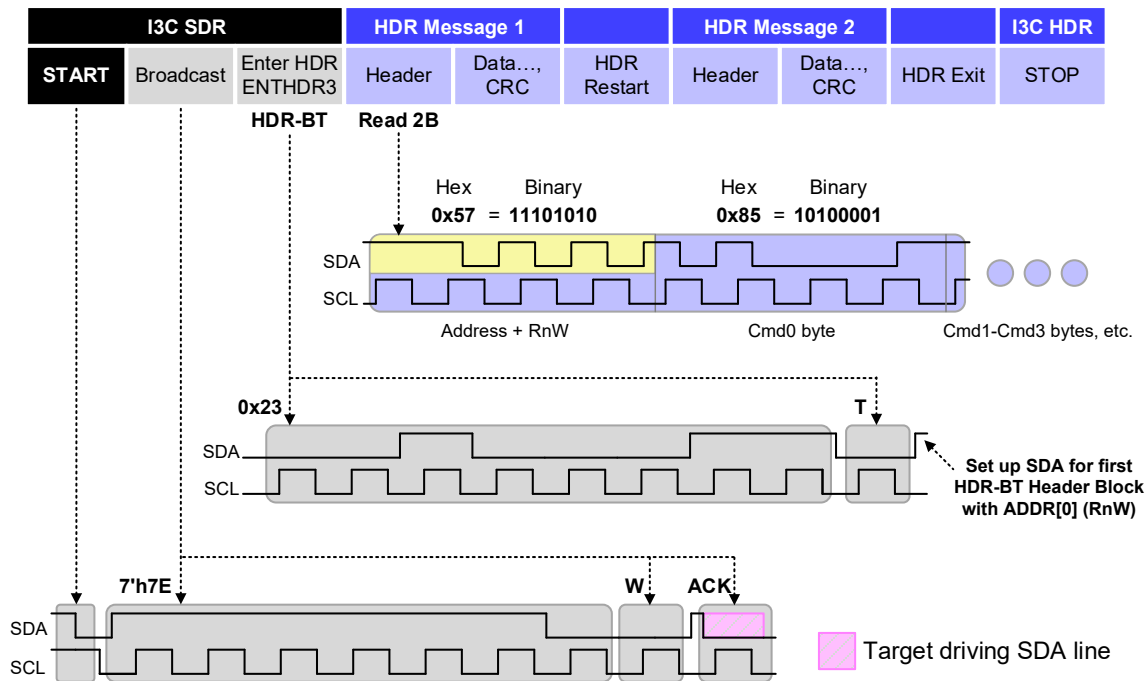 I3C SDR
HDR Message 1
HDR Message 2
I3C HDR
START
Broadcast
Enter HDR
ENTHDR3
Header
Data…,
CRC
HDR
Restart
Header
Data…,
CRC
HDR Exit
STOP
HDR-BT
Read 2B
Hex Binary
0x57 = 11101010
Hex Binary
0x85 = 10100001
SDA
SCL
Address + RnW
Cmd0 byte
Cmd1-Cmd3 bytes, etc.
0x23
T
SDA
SCL
Set up SDA for first
HDR-BT Header Block
with ADDR[0] (RnW)
7'h7E
W
ACK
SDA
SCL
Target driving SDA line